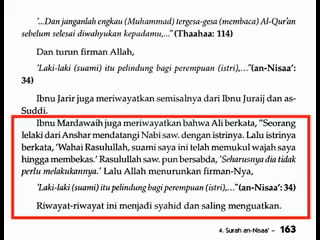 '...Dan janganlah engkau (Muhammad) tergesa-gesa (membaca) Al-Qur'an
sebelum selesai diwahyukan kepadamu,..." (Thaahaa: 114)
Dan turun firman Allah,
'Laki-laki (suami) itu pelindung bagi perempuan (istri),...'" (an-Nisaa':
34)
Ibnu Jarir juga meriwayatkan semisalnya dari Ibnu Juraij dan as-
Suddi.
Ibnu Mardawaih juga meriwayatkan bahwa Ali berkata, "Seorang
lelaki dari Anshar mendatangi Nabi saw. dengan istrinya. Lalu istrinya
berkata, 'Wahai Rasulullah, suami saya ini telah memukul wajah saya
hingga membekas.' Rasulullah saw. pun bersabda, 'Seharusnya dia tidak
perlu melakukannya.' Lalu Allah menurunkan firman-Nya,
'Laki-laki (suami) itu pelindung bagi perempuan (istri),...'" (an-Nisaa': 34)
Riwayat-riwayat ini menjadi syahid dan saling menguatkan.
4. Surah an-Nisaa' – 163